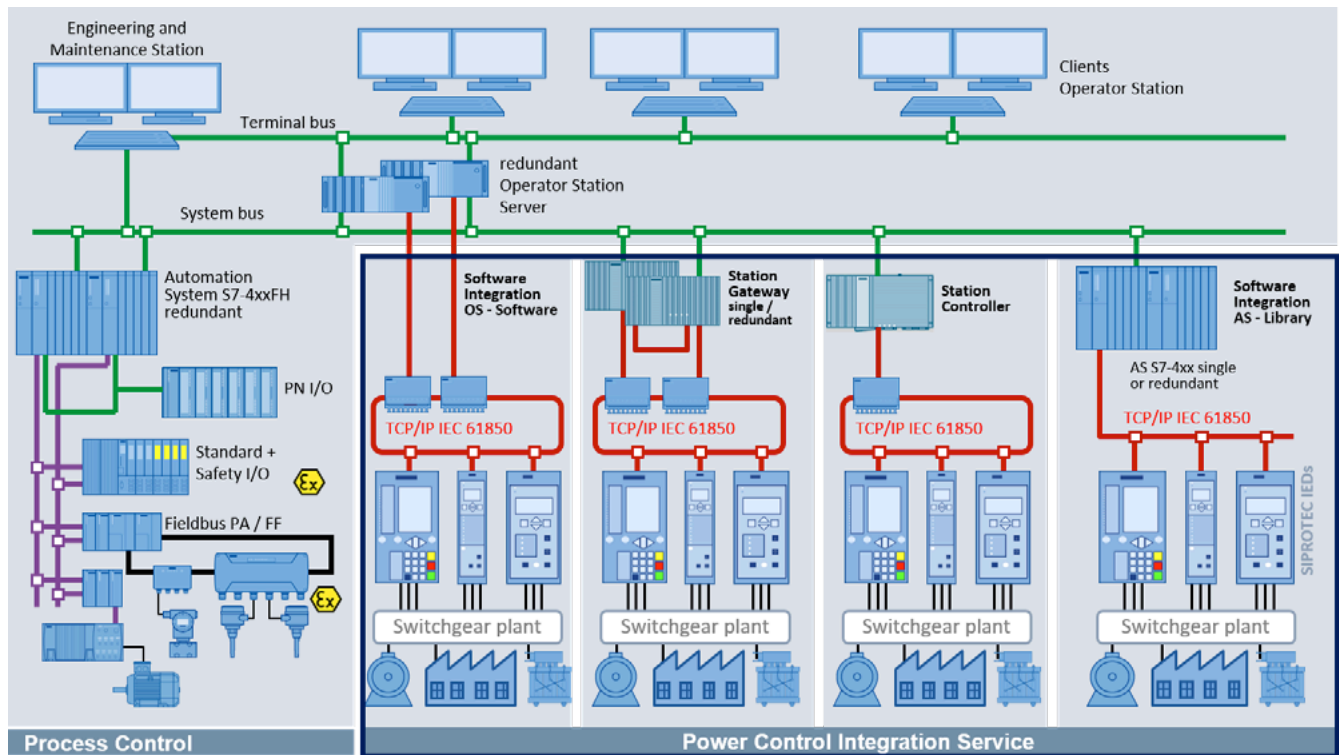 Engineering and
Maintenance Station
Clients
Operator Station
Terminal bus
redundant
Operator Station
Server
System bus
Automation
System S7-4xxFH
redundant
PN I/O
Standard +
Safety I/O
Ex
Fieldbus PA / FF
Ex
Software
Integration
OS - Software
TCP/IP IEC 61850
Switchgear plant
Station
Gateway
single /
redundant
TCP/IP IEC 61850
Switchgear plant
Station
Controller
TCP/IP IEC 61850
Switchgear plant
Software
Integration
AS - Library
AS S7-4xx single
or redundant
TCP/IP IEC 61850
SIPROTEC IEDs
Switchgear plant
Process Control
Power Control Integration Service